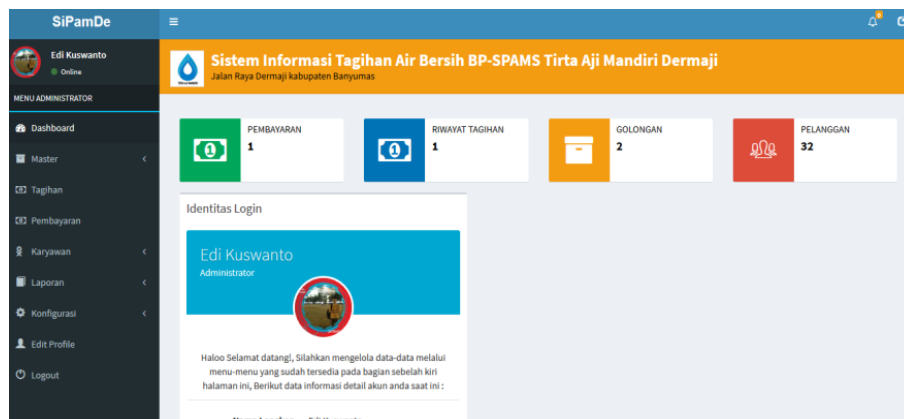 SiPamDe
Edi Kuswanto
Online
MENU ADMINISTRATOR
Dashboard
Master
Tagihan
Pembayaran
Karyawan
Laporan
Konfigurasi
Edit Profile
Logout
Sistem Informasi Tagihan Air Bersih BP-SPAMS Tirta Aji Mandiri Dermaji
Jalan Raya Dermaji kabupaten Banyumas
PEMBAYARAN
1
RIWAYAT TAGIHAN
1
GOLONGAN
2
PELANGGAN
32
Identitas Login
Edi Kuswanto
Administrator
Haloo Selamat datang!, Silahkan mengelola data-data melalui
menu-menu yang sudah tersedia pada bagian sebelah kiri
halaman ini, Berikut data informasi detail akun anda saat ini :